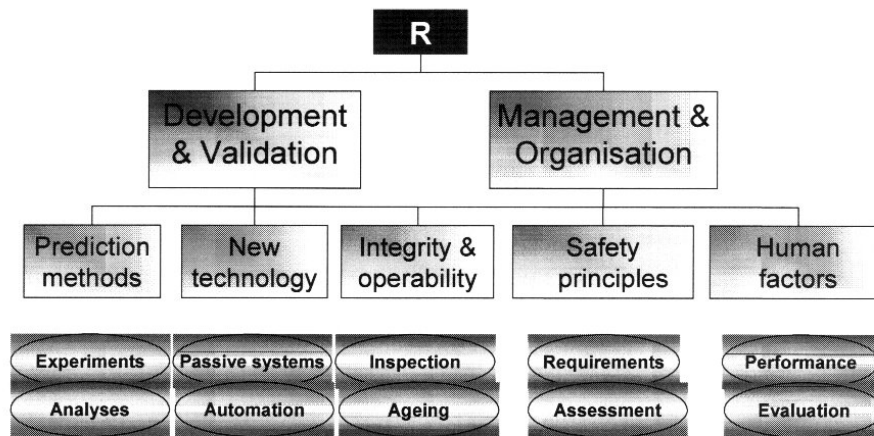 R
Development
& Validation
Management &
Organisation
Prediction
methods
New
technology
Integrity &
operability
Safety
principles
Human
factors
Experiments
Passive systems
Inspection
Requirements
Performance
Analyses
Automation
Ageing
Assessment
Evaluation